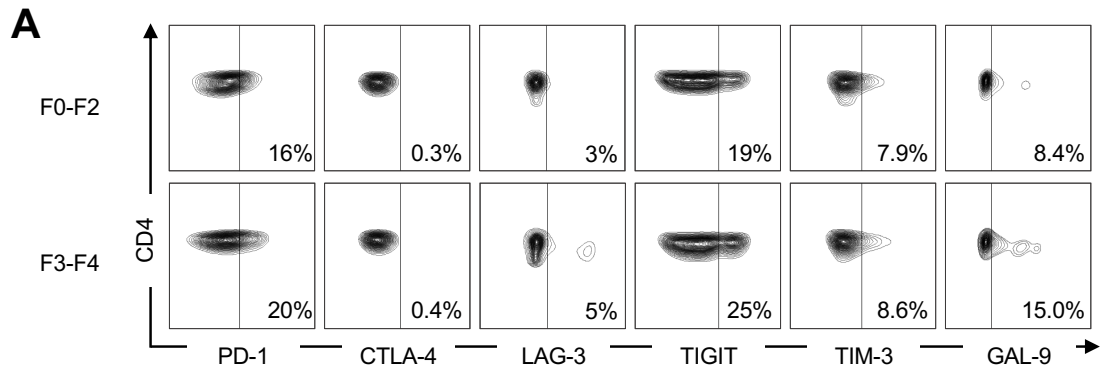 A
F0-F2
16% 0.3% 3% 19% 7.9% 8.4%
CD4
F3-F4
20% 0.4% 5% 25% 8.6% 15.0%
PD-1 CTLA-4 LAG-3 TIGIT TIM-3 GAL-9